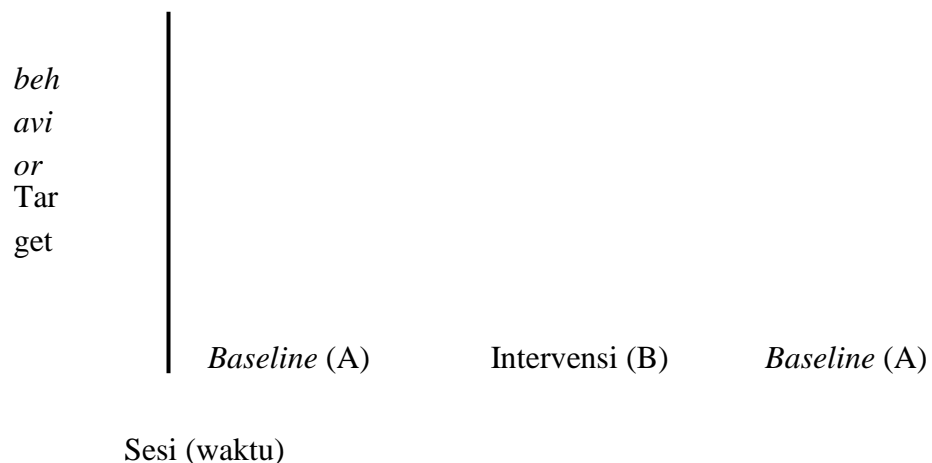 beh
avi
or
Tar
get
Baseline (A) Intervensi (B) Baseline (A)
Sesi (waktu)